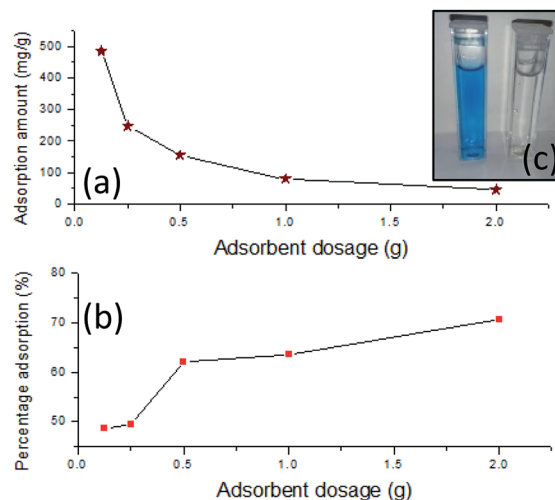 500
400
300
200
100
0
Adsorption amount (mg/g)
(a)
(c)
0.0 0.5 1.0 1.5 2.0
Adsorbent dosage (g)
80
70
60
50
Percentage adsorption (%)
(b)
0.0 0.5 1.0 1.5 2.0
Adsorbent dosage (g)